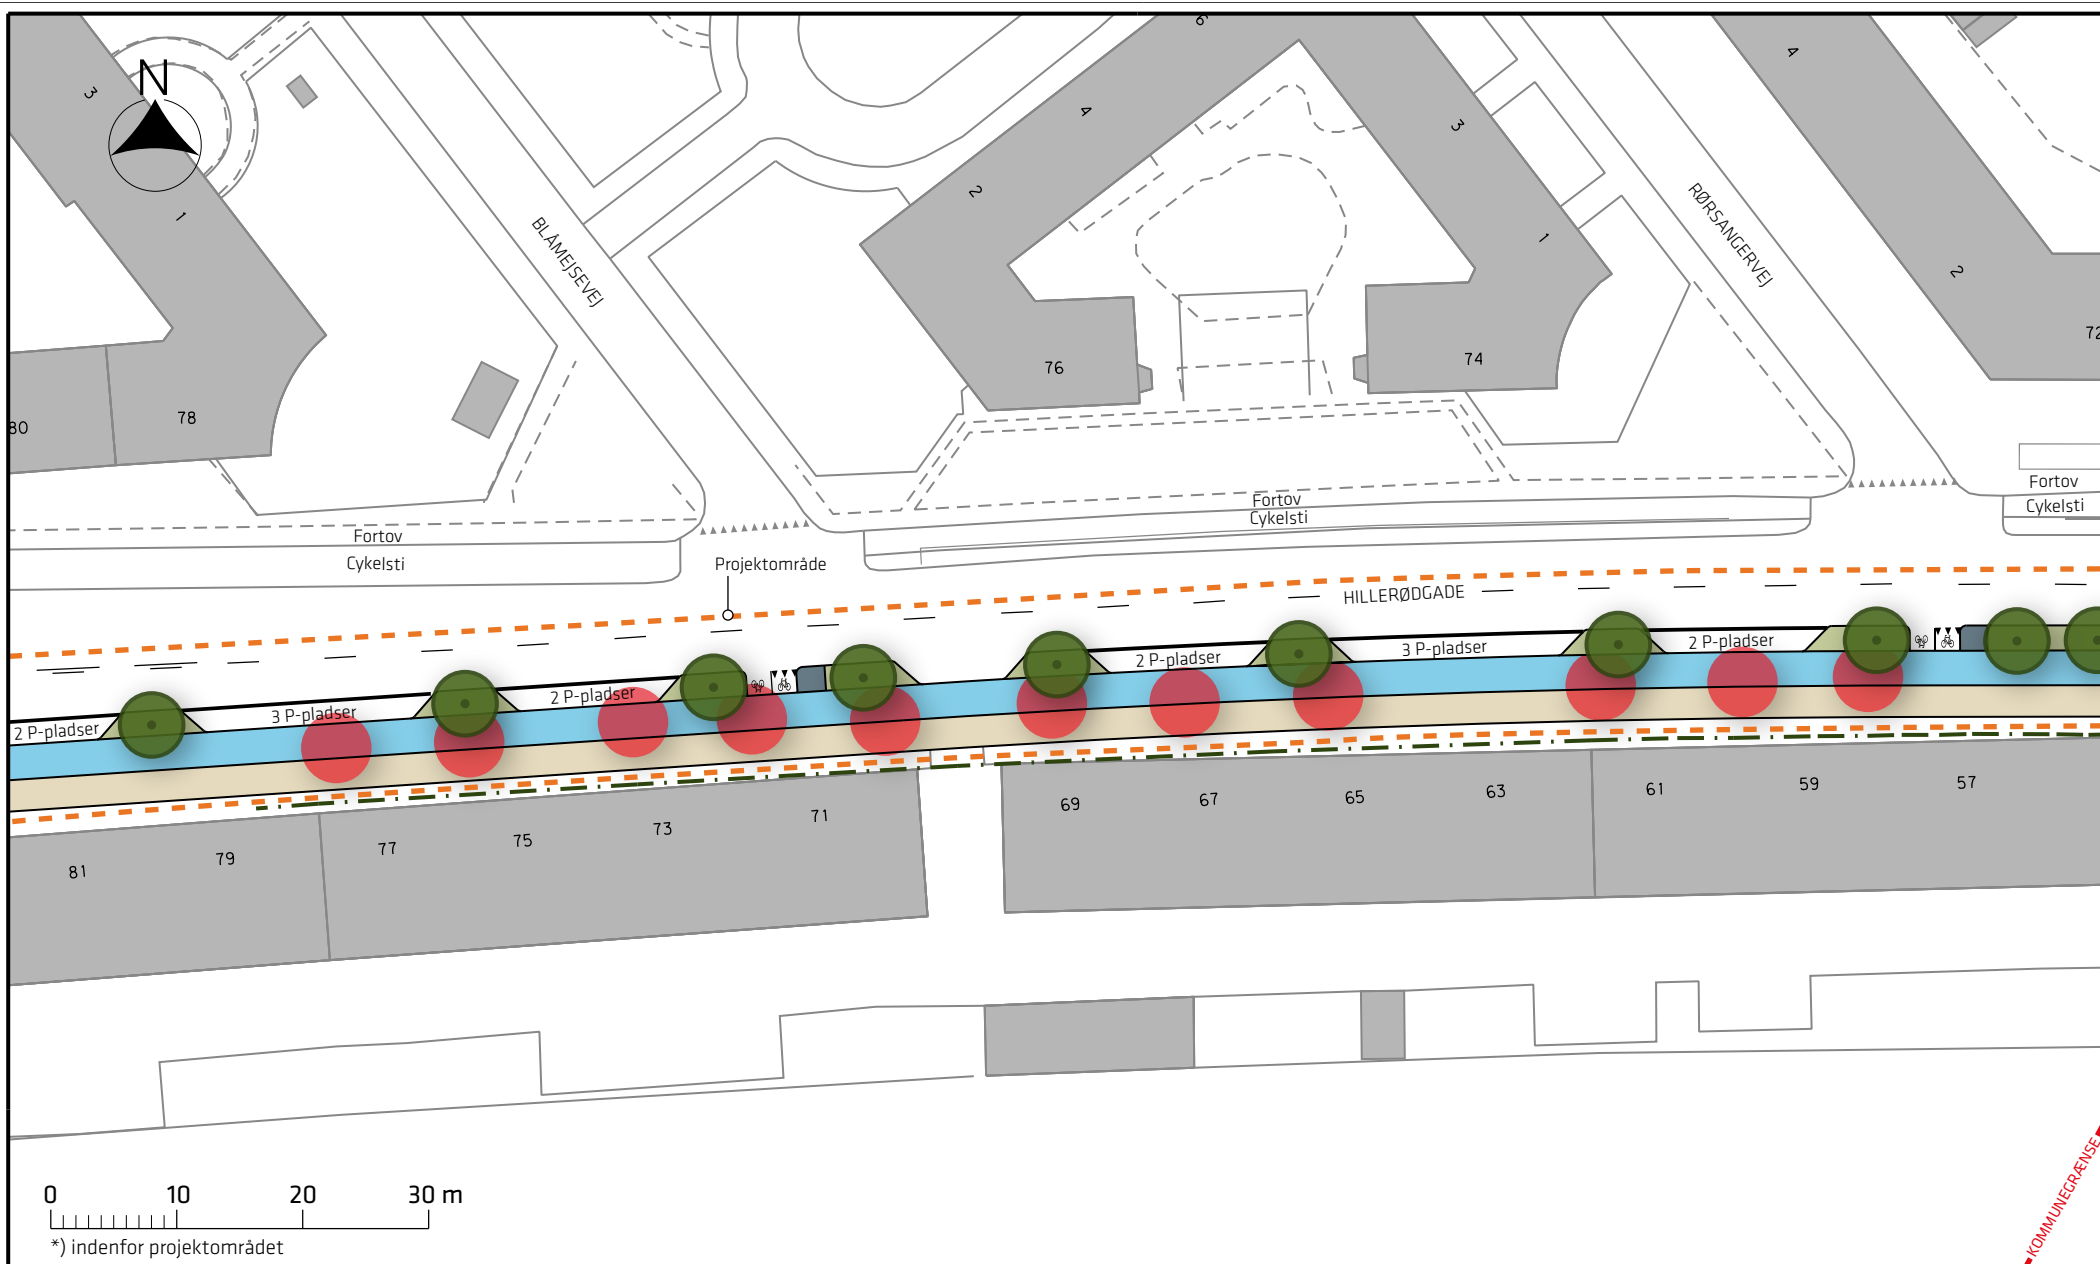 6
4
3
N
4
3
2
1
1
2
BLÅMEJSEVEJ
RØRSANGERVEJ
76
74
72
78
80
Fortov
Cykelsti
Fortov
Cykelsti
Fortov
Cykelsti
Projektområde
HILLERØDGADE
2 P-pladser
3 P-pladser
2 P-pladser
2 P-pladser
3 P-pladser
2 P-pladser
81
79
77
75
73
71
69
67
65
63
61
59
57
0 10 20 30 m
*) indenfor projektområdet
KOMMUNEGRÆNSE